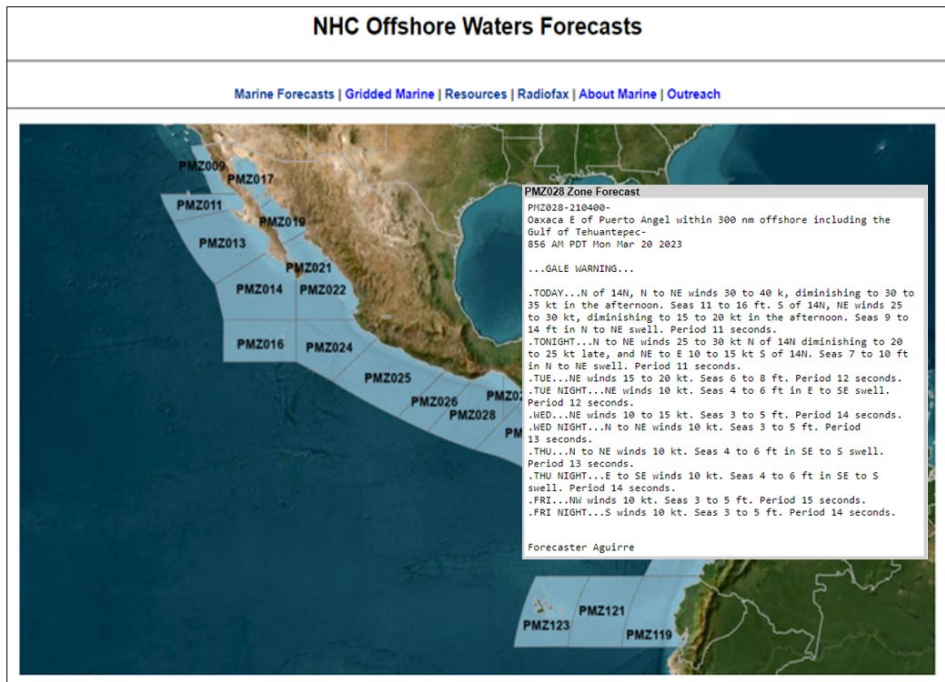 NHC Offshore Waters Forecasts
Marine Forecasts | Gridded Marine | Resources | Radiofax | About Marine | Outreach
PMZ009
PMZ017
PMZ011
PMZ019
PMZ013
PMZ021
PMZ014
PMZ022
PMZ016
PMZ024
PMZ025
PMZ026
PMZ028
PMZ123
PMZ121
PMZ119
PMZ028 Zone Forecast
PMZ028-210400-
Oaxaca E of Puerto Angel within 300 nm offshore including the
Gulf of Tehuantepec-
856 AM PDT Mon Mar 20 2023
...GALE WARNING...
.TODAY...N of 14N, N to NE winds 30 to 40 k, diminishing to 30 to
35 kt in the afternoon. Seas 11 to 16 ft. S of 14N, NE winds 25
to 30 kt, diminishing to 15 to 20 kt in the afternoon. Seas 9 to
14 ft in N to NE swell. Period 11 seconds.
.TONIGHT...N to NE winds 25 to 30 kt N of 14N diminishing to 20
to 25 kt late, and NE to E 10 to 15 kt S of 14N. Seas 7 to 10 ft
in N to NE swell. Period 11 seconds.
.TUE...NE winds 15 to 20 kt. Seas 6 to 8 ft. Period 12 seconds.
.TUE NIGHT...NE winds 10 kt. Seas 4 to 6 ft in E to SE swell.
Period 12 seconds.
.WED...NE winds 10 to 15 kt. Seas 3 to 5 ft. Period 14 seconds.
.WED NIGHT...N to NE winds 10 kt. Seas 3 to 5 ft. Period
13 seconds.
.THU...N to NE winds 10 kt. Seas 4 to 6 ft in SE to S swell.
Period 13 seconds.
.THU NIGHT...E to SE winds 10 kt. Seas 4 to 6 ft in SE to S
swell. Period 14 seconds.
.FRI...NW winds 10 kt. Seas 3 to 5 ft. Period 15 seconds.
.FRI NIGHT...S winds 10 kt. Seas 3 to 5 ft. Period 14 seconds.
Forecaster Aguirre